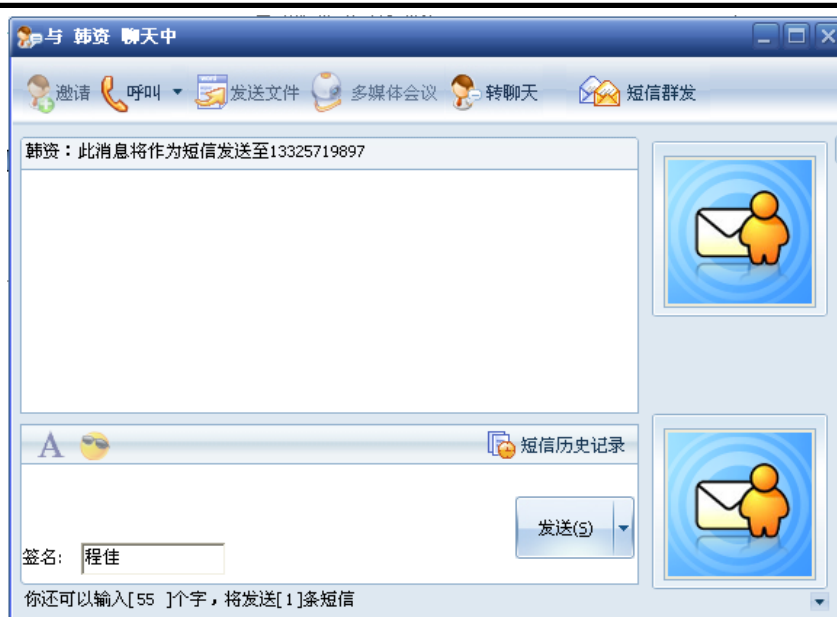 与 韩资 聊天中
邀请 呼叫 发送文件 多媒体会议 转聊天 短信群发
韩资：此消息将作为短信发送至13325719897
A 短信历史记录
发送(S)
签名: 程佳
你还可以输入[55 ]个字，将发送[1]条短信